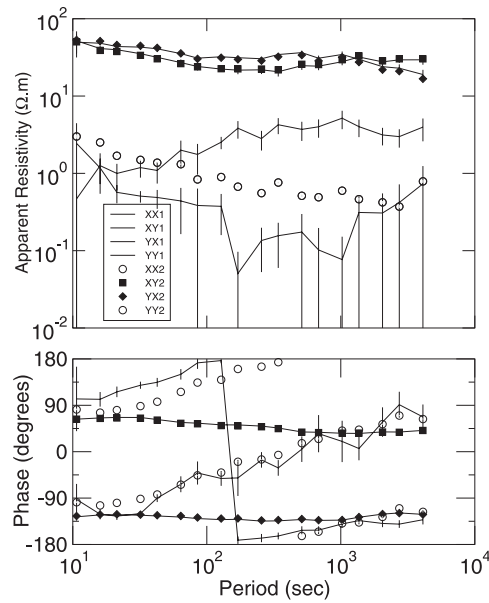 10²
10¹
10⁰
10⁻¹
10⁻²
Apparent Resistivity (Ω.m)
XX1
XY1
YX1
YY1
XX2
XY2
YX2
YY2
180
90
0
-90
-180
Phase (degrees)
10¹
10²
10³
10⁴
Period (sec)